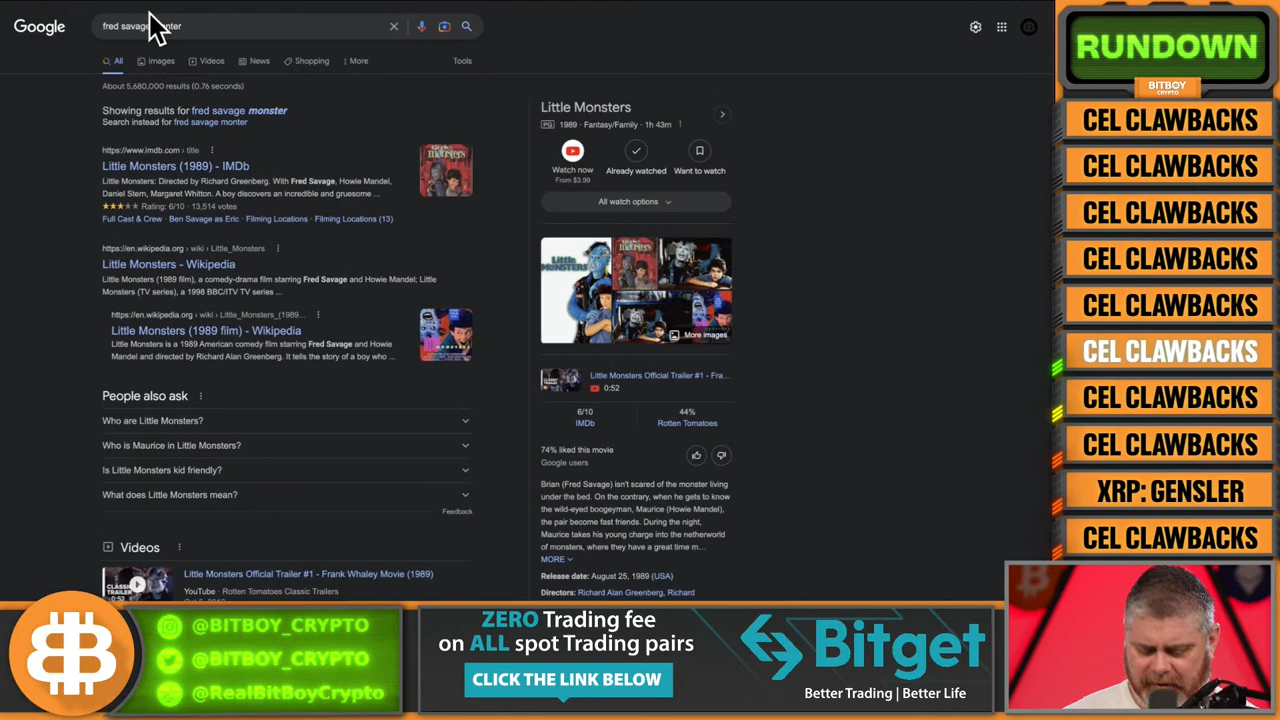 Google
fred savage monter
All
Images
Videos
News
Shopping
More
Tools
About 5,680,000 results (0.76 seconds)
Showing results for fred savage monster
Search instead for fred savage monter
https://www.imdb.com › title
Little Monsters (1989) - IMDb
Little Monsters: Directed by Richard Greenberg. With Fred Savage, Howie Mandel,
Daniel Stern, Margaret Whitton. A boy discovers an incredible and gruesome ...
Rating: 6/10 · 13,514 votes
Full Cast & Crew · Ben Savage as Eric · Filming Locations · Filming Locations (13)
https://en.wikipedia.org › wiki › Little_Monsters
Little Monsters - Wikipedia
Little Monsters (1989 film), a comedy-drama film starring Fred Savage and Howie Mandel; Little
Monsters (TV series), a 1998 BBC/ITV TV series ...
https://en.wikipedia.org › wiki › Little_Monsters_(1989...
Little Monsters (1989 film) - Wikipedia
Little Monsters is a 1989 American comedy film starring Fred Savage and Howie
Mandel and directed by Richard Alan Greenberg. It tells the story of a boy who ...
People also ask
Who are Little Monsters?
Who is Maurice in Little Monsters?
Is Little Monsters kid friendly?
What does Little Monsters mean?
Feedback
Videos
0:52
Little Monsters Official Trailer #1 - Frank Whaley Movie (1989)
YouTube · Rotten Tomatoes Classic Trailers
Little Monsters
PG 1989 · Fantasy/Family · 1h 43m
Watch now
From $3.99
Already watched
Want to watch
All watch options
More images
Little Monsters Official Trailer #1 - Fra...
0:52
6/10
IMDb
44%
Rotten Tomatoes
74% liked this movie
Google users
Brian (Fred Savage) isn't scared of the monster living
under the bed. On the contrary, when he gets to know
the wild-eyed boogeyman, Maurice (Howie Mandel),
the pair become fast friends. During the night,
Maurice takes his young charge into the netherworld
of monsters, where they have a great time m...
MORE
Release date: August 25, 1989 (USA)
Directors: Richard Alan Greenberg, Richard
RUNDOWN
BITBOY
CRYPTO
CEL CLAWBACKS
CEL CLAWBACKS
CEL CLAWBACKS
CEL CLAWBACKS
CEL CLAWBACKS
CEL CLAWBACKS
CEL CLAWBACKS
CEL CLAWBACKS
XRP: GENSLER
CEL CLAWBACKS
@BITBOY_CRYPTO
@BITBOY_CRYPTO
@RealBitBoyCrypto
ZERO Trading fee
on ALL spot Trading pairs
CLICK THE LINK BELOW
Bitget
Better Trading | Better Life